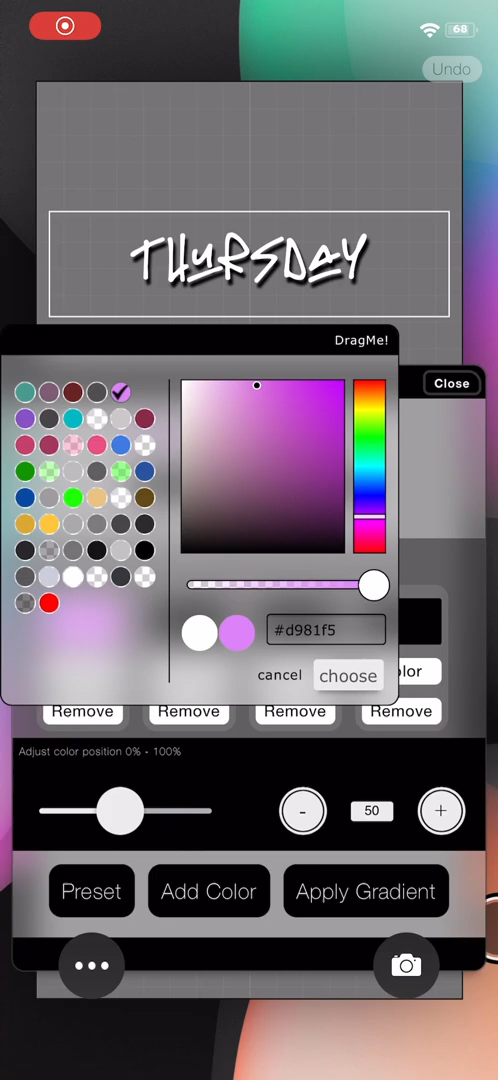 68
Undo
THURSDAY
DragMe!
Close
#d981f5
cancel
choose
olor
Remove
Remove
Remove
Remove
Adjust color position 0% - 100%
-
50
+
Preset
Add Color
Apply Gradient